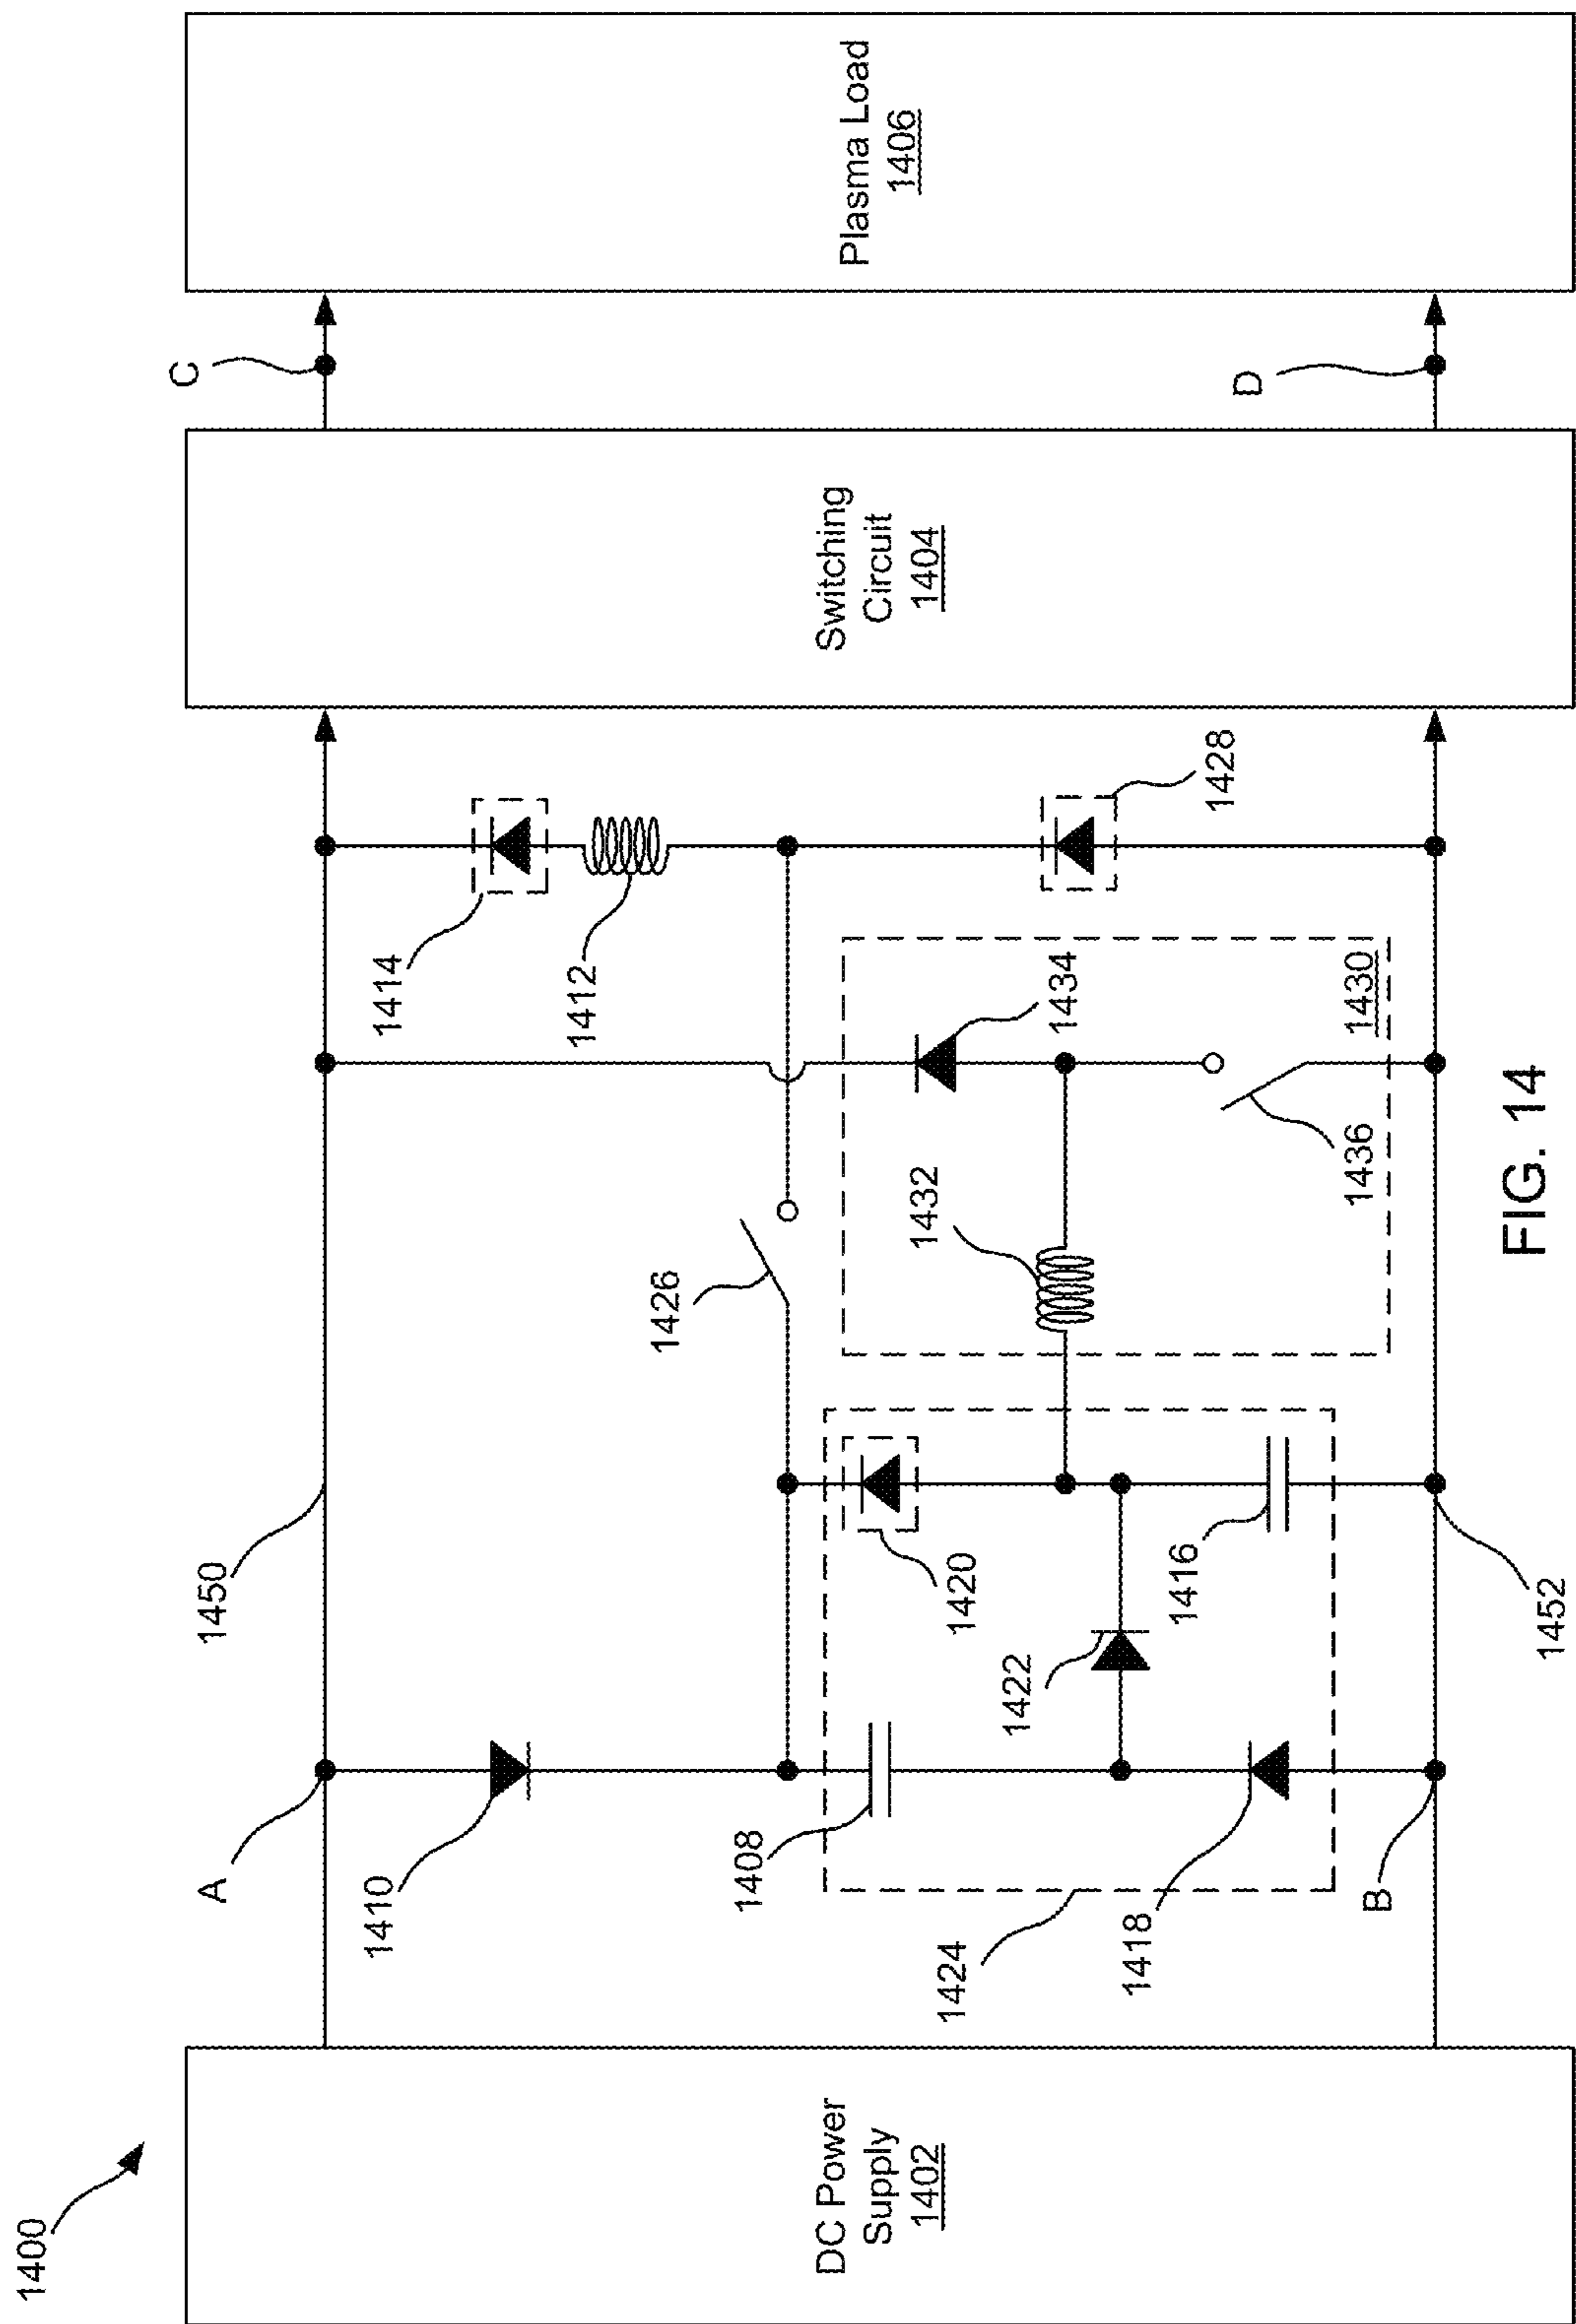 1400
DC Power
Supply
1402
A
1450
1410
1408
1424
1418
B
1422
1420
1416
1452
1426
1432
1436
1434
1430
1412
1414
1428
Switching
Circuit
1404
C
D
Plasma Load
1406
FIG. 14